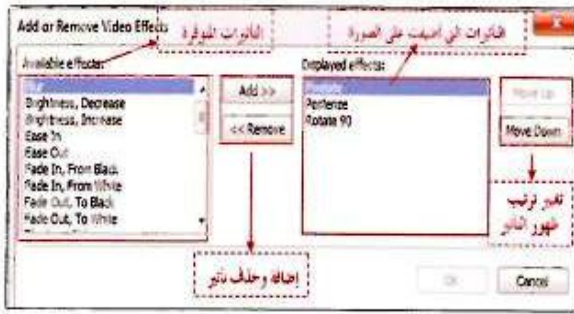 Add or Remove Video Effects
التأثيرات المتوفرة
التأثيرات التي أضيفت على الصورة
Available effects:
Displayed effects:
Blur
Brightness, Decrease
Brightness, Increase
Ease In
Ease Out
Fade In, From Black
Fade In, From White
Fade Out, To Black
Fade Out, To White
Add >>
<< Remove
Posterize
Rotate 90
Move Up
Move Down
تغيير ترتيب
ظهور التأثير
إضافة وحذف تأثير
OK
Cancel